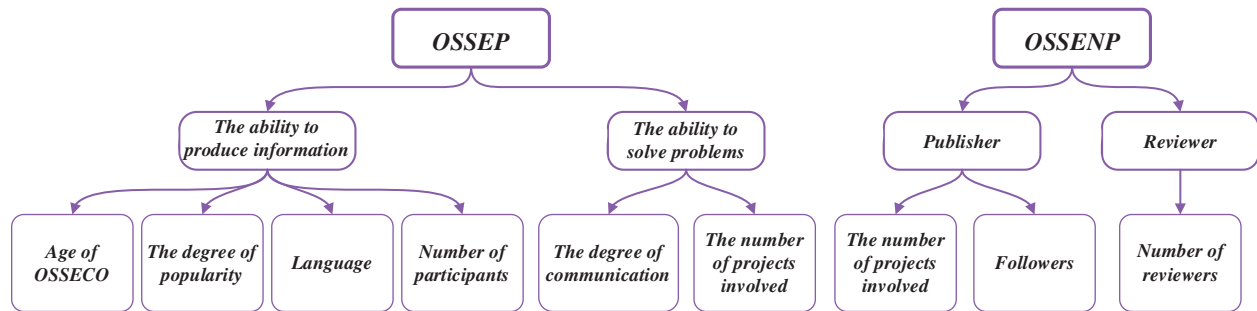 OSSEP
OSSENP
The ability to
produce information
The ability to
solve problems
Publisher
Reviewer
Age of
OSSECO
The degree of
popularity
Language
Number of
participants
The degree of
communication
The number
of projects
involved
The number
of projects
involved
Followers
Number of
reviewers